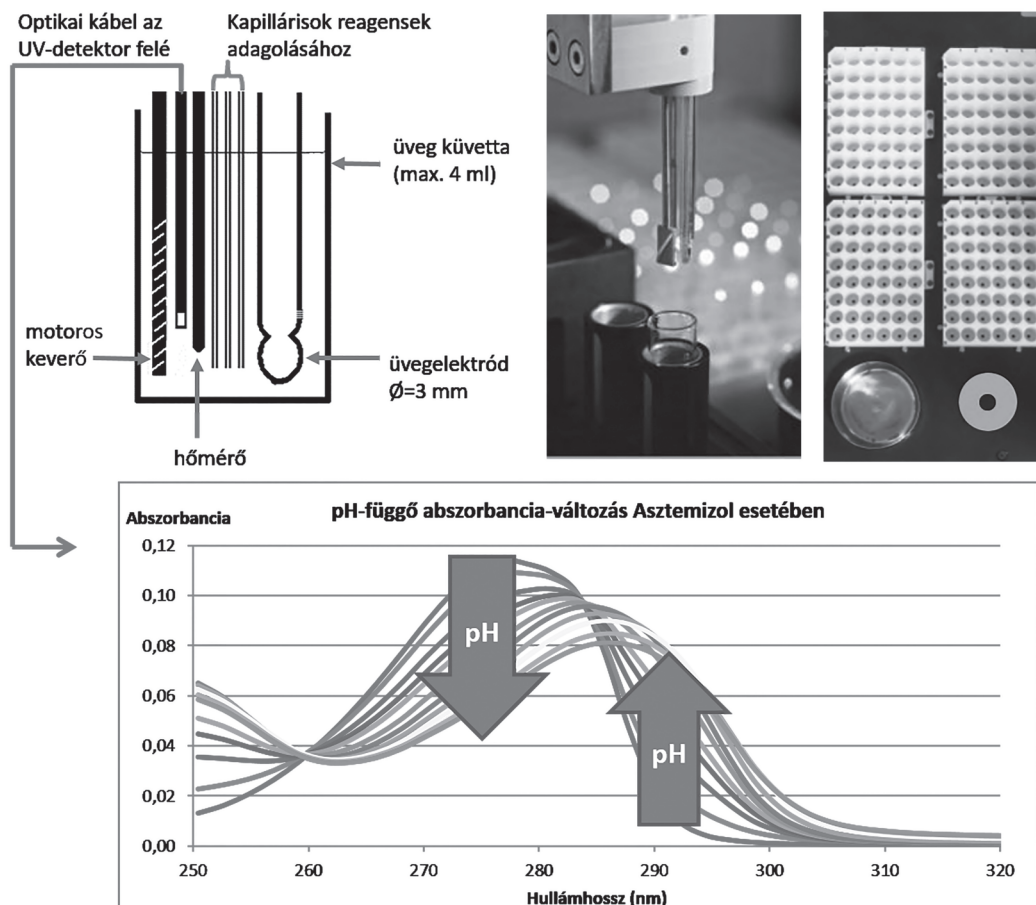 Optikai kábel az
UV-detektor felé
Kapillárisok reagensek
adagolásához
üveg küvetta
(max. 4 ml)
motoros
keverő
üvegelektród
Ø=3 mm
hőmérő
pH-függő abszorbancia-változás Asztemizol esetében
Abszorbancia
0,12
0,10
0,08
0,06
0,04
0,02
0,00
pH
pH
250 260 270 280 290 300 310 320
Hullámhossz (nm)